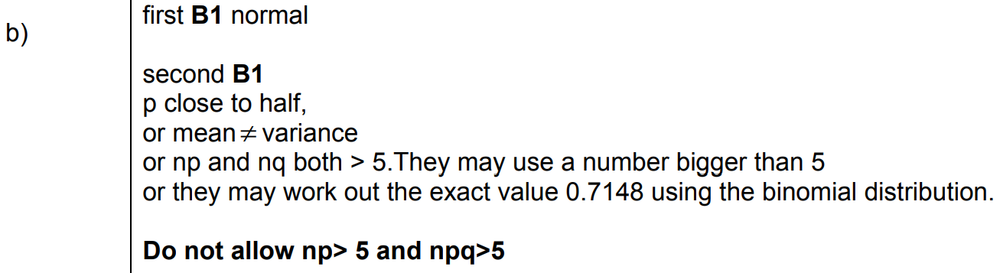 first B1 normal
b)
second B1
p close to half,
or mean ≠ variance
or np and nq both > 5.They may use a number bigger than 5
or they may work out the exact value 0.7148 using the binomial distribution.
Do not allow np> 5 and npq>5